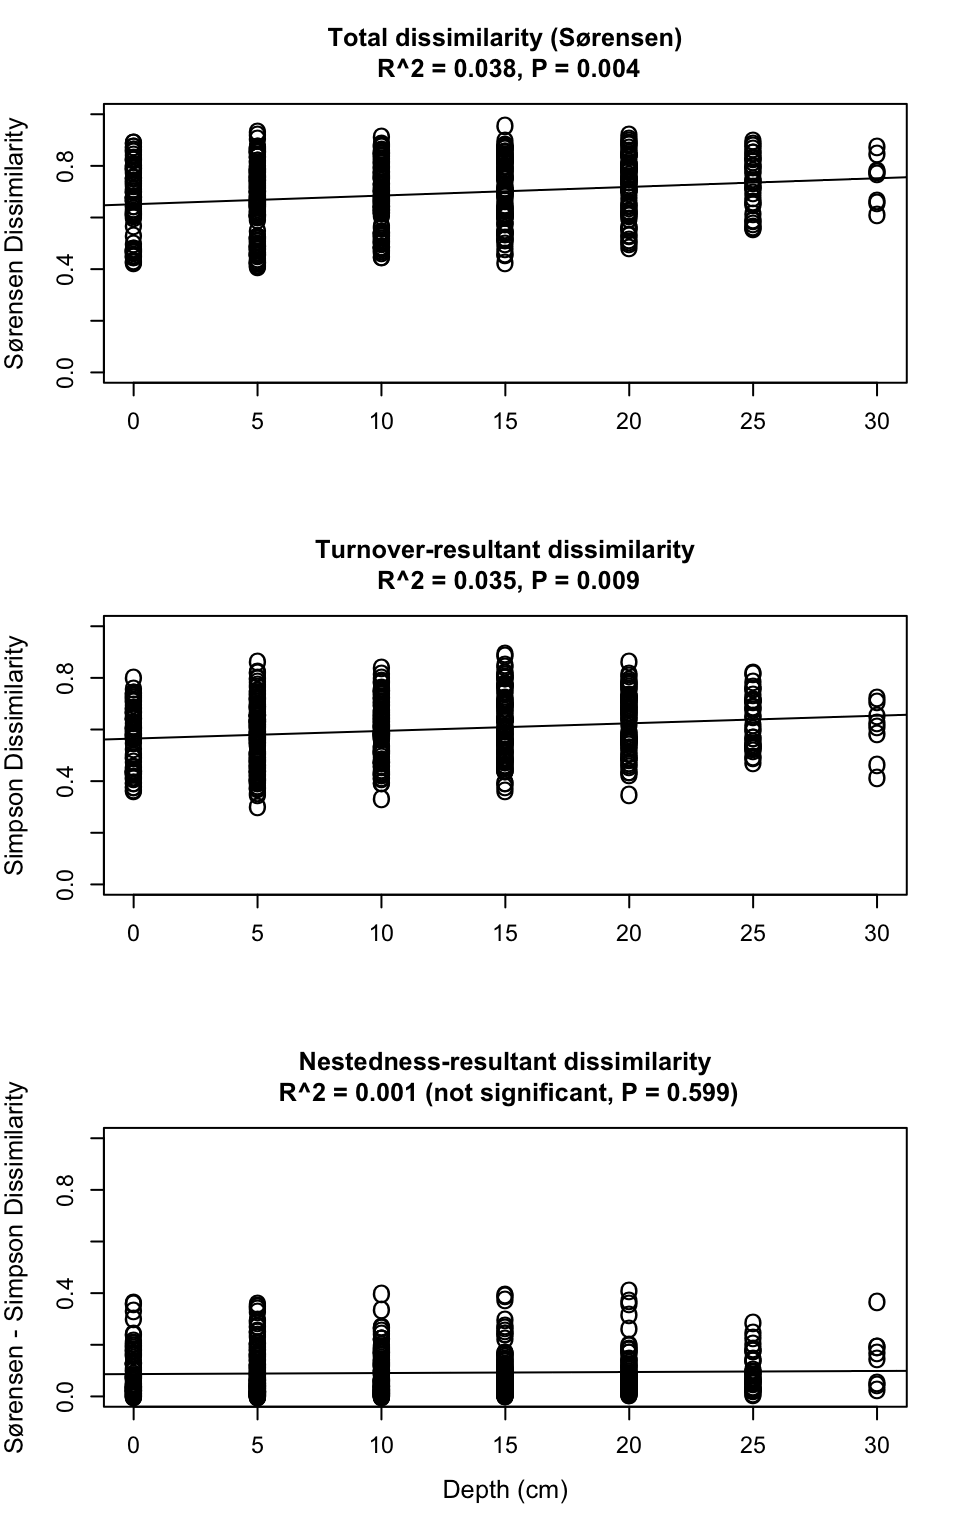 Total dissimilarity (Sørensen)
R^2 = 0.038, P = 0.004
Sørensen Dissimilarity
0.8
0.4
0.0
0 5 10 15 20 25 30
Turnover-resultant dissimilarity
R^2 = 0.035, P = 0.009
Simpson Dissimilarity
0.8
0.4
0.0
0 5 10 15 20 25 30
Nestedness-resultant dissimilarity
R^2 = 0.001 (not significant, P = 0.599)
Sørensen - Simpson Dissimilarity
0.8
0.4
0.0
0 5 10 15 20 25 30
Depth (cm)